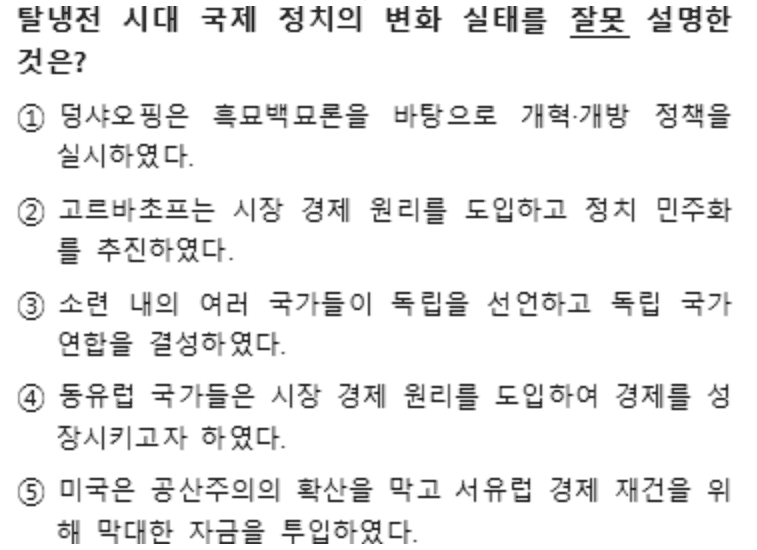 탈냉전 시대 국제 정치의 변화 실태를 잘못 설명한
것은?
① 덩샤오핑은 흑묘백묘론을 바탕으로 개혁·개방 정책을
실시하였다.
② 고르바초프는 시장 경제 원리를 도입하고 정치 민주화
를 추진하였다.
③ 소련 내의 여러 국가들이 독립을 선언하고 독립 국가
연합을 결성하였다.
④ 동유럽 국가들은 시장 경제 원리를 도입하여 경제를 성
장시키고자 하였다.
⑤ 미국은 공산주의의 확산을 막고 서유럽 경제 재건을 위
해 막대한 자금을 투입하였다.